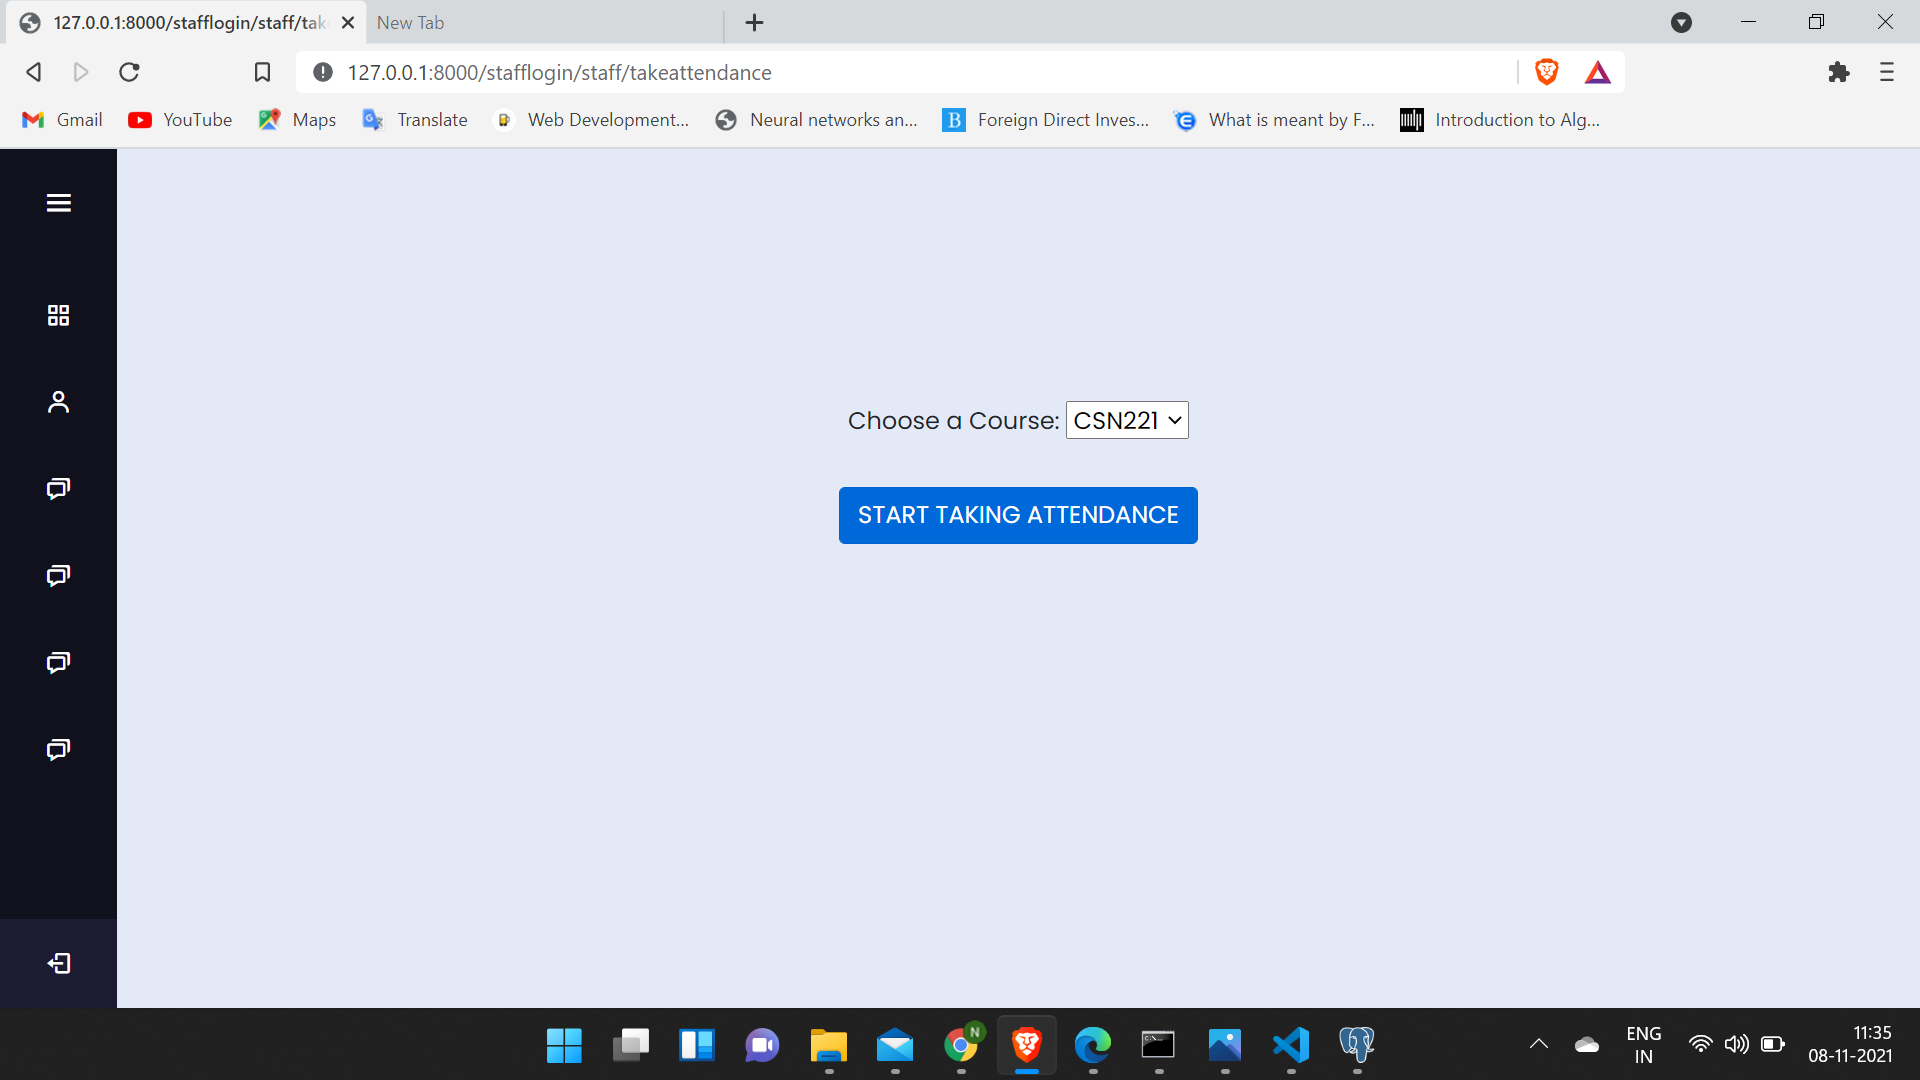 127.0.0.1:8000/stafflogin/staff/tak
New Tab
127.0.0.1:8000/stafflogin/staff/takeattendance
Gmail
YouTube
Maps
Translate
Web Development...
Neural networks an...
B
Foreign Direct Inves...
What is meant by F...
Introduction to Alg...
Choose a Course: CSN221
START TAKING ATTENDANCE
N
ENG
IN
11:35
08-11-2021